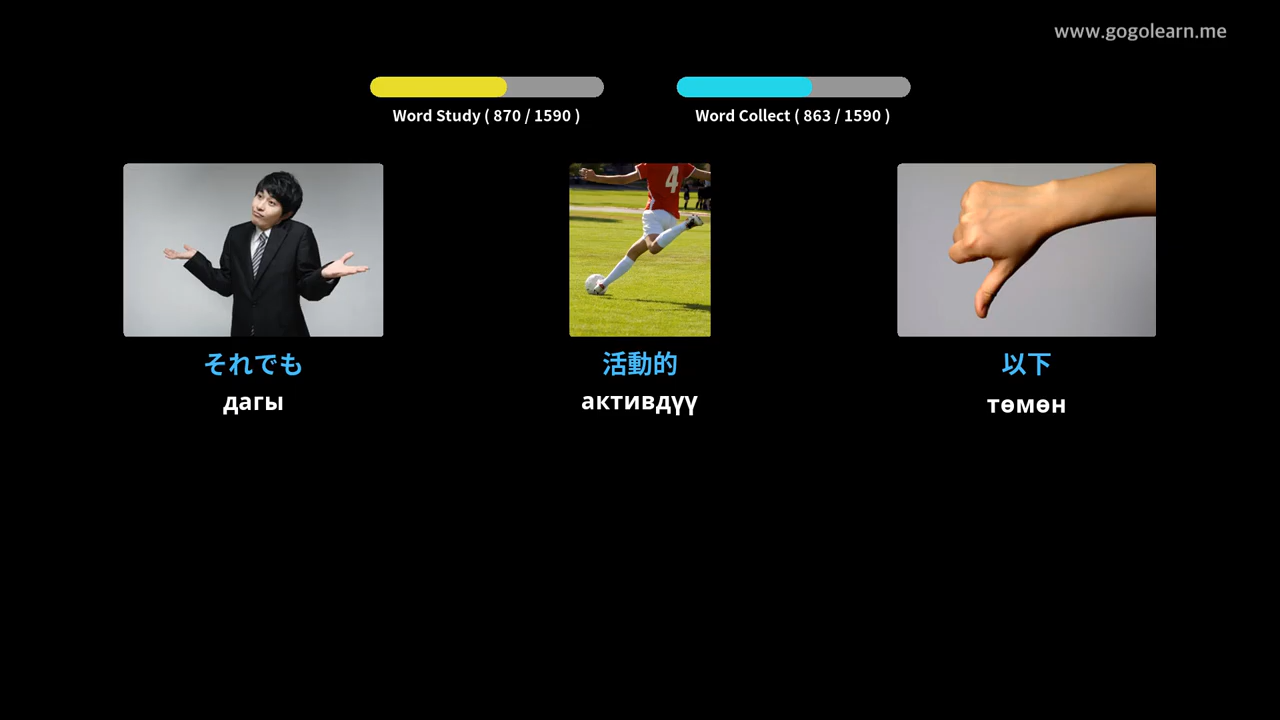 www.gogolearn.me
Word Study ( 870 / 1590 )
Word Collect ( 863 / 1590 )
4
それでも
活動的
以下
дагы
активдүү
төмөн